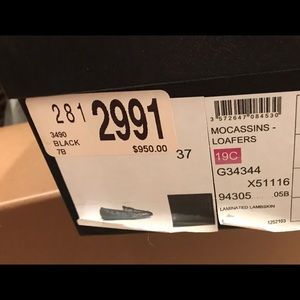 281 2991
3490
BLACK
7B
$950.00
37
3 572647 084530
MOCASSINS -
LOAFERS
19C
G34344
X51116
94305
05B
LAMINATED LAMBSKIN
1252103